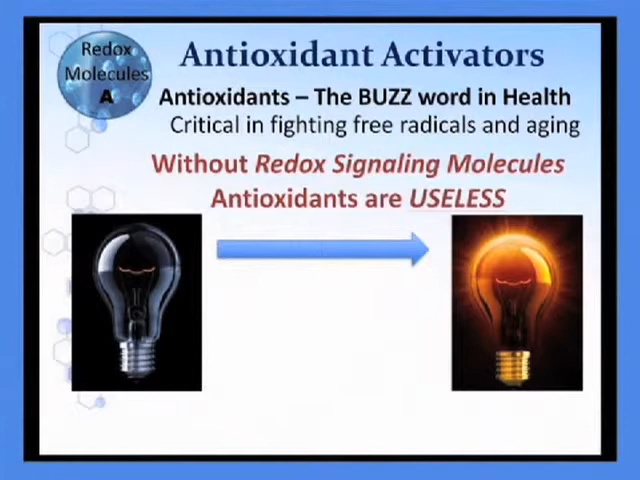 Redox
Molecules
A
Antioxidant Activators
Antioxidants – The BUZZ word in Health
Critical in fighting free radicals and aging
Without Redox Signaling Molecules
Antioxidants are USELESS